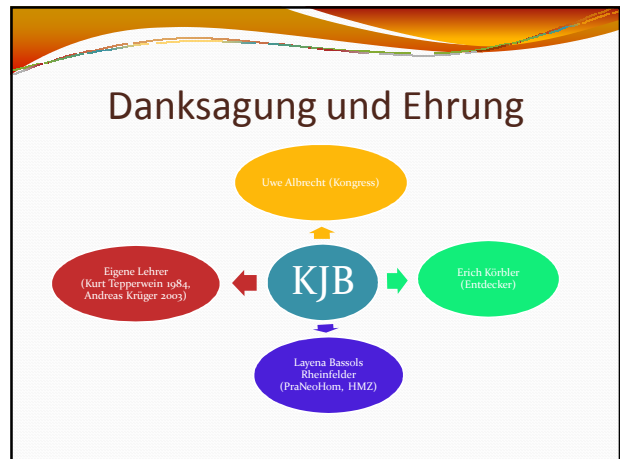 Danksagung und Ehrung
Uwe Albrecht (Kongress)
Eigene Lehrer
(Kurt Tepperwein 1984,
Andreas Krüger 2003)
KJB
Erich Körbler
(Entdecker)
Layena Bassols
Rheinfelder
(PraNeoHom, HMZ)